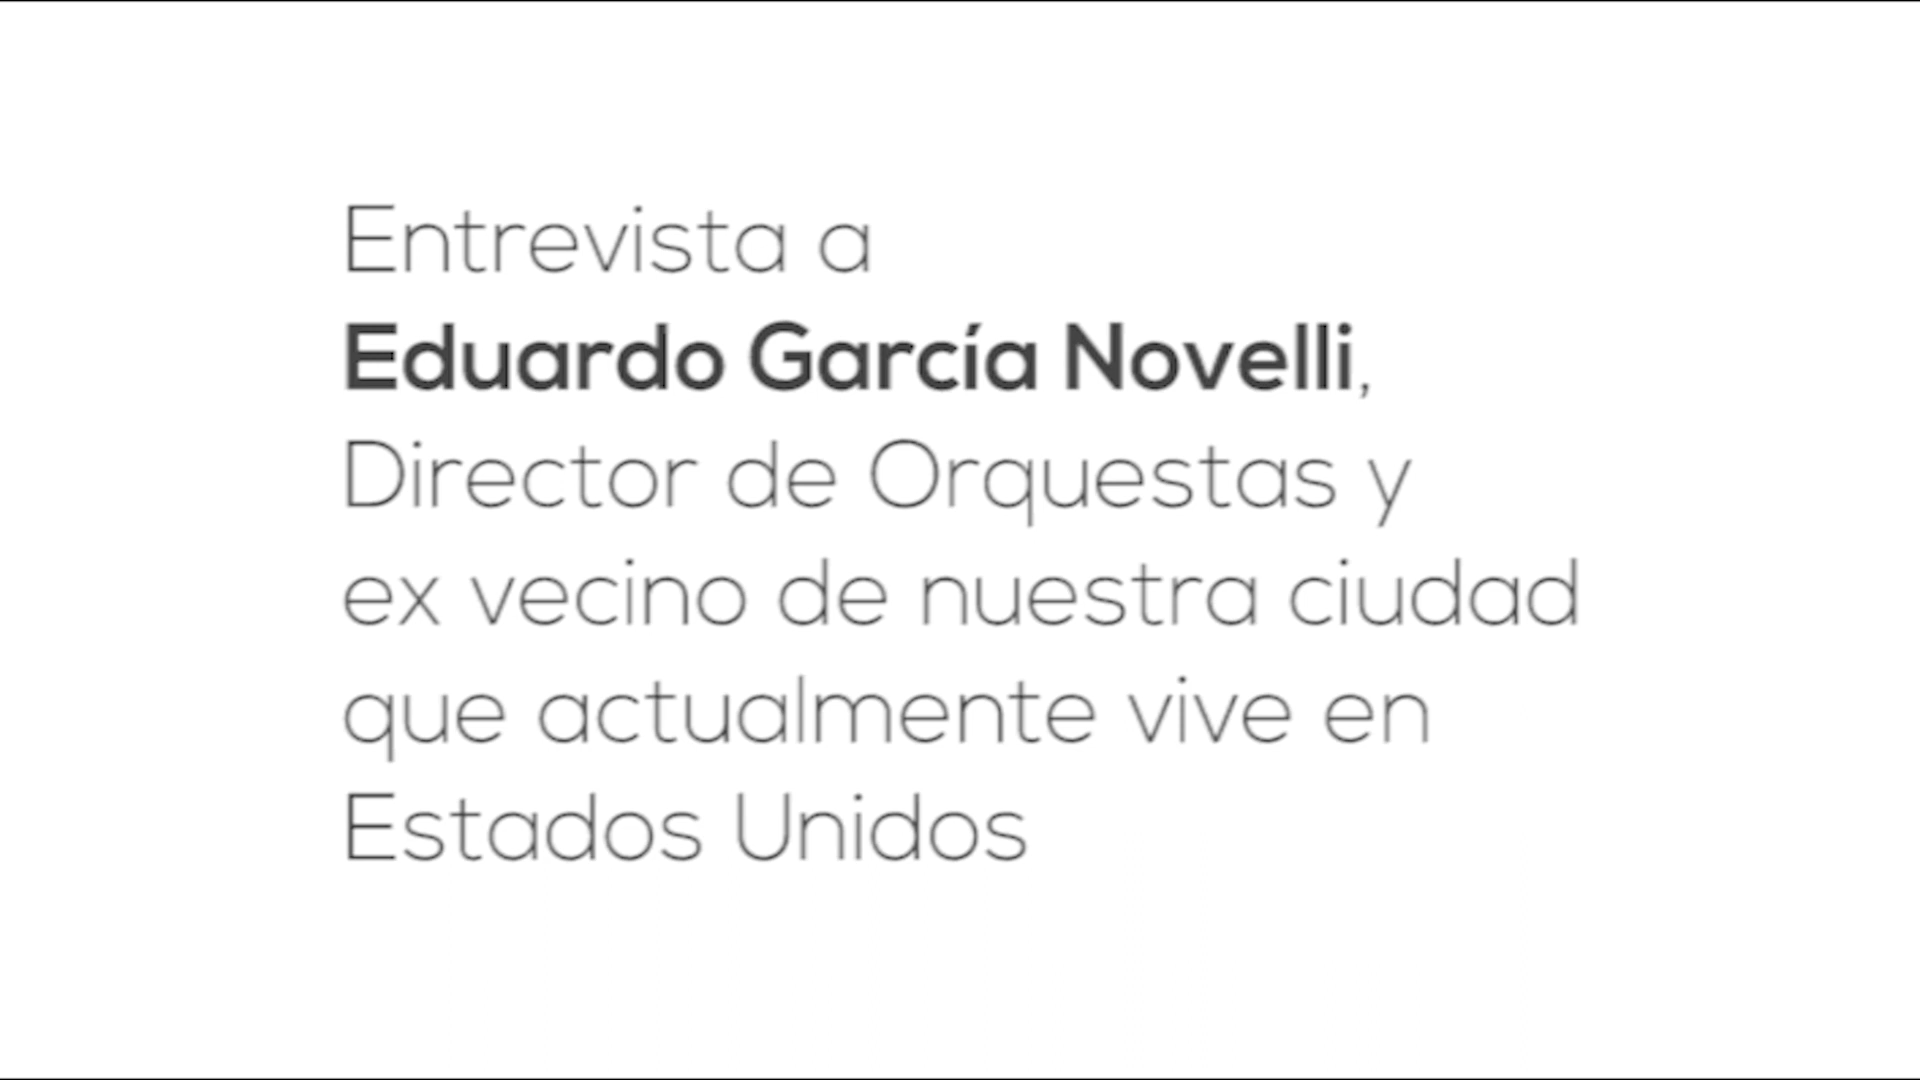 Entrevista a
Eduardo García Novelli,
Director de Orquestas y
ex vecino de nuestra ciudad
que actualmente vive en
Estados Unidos